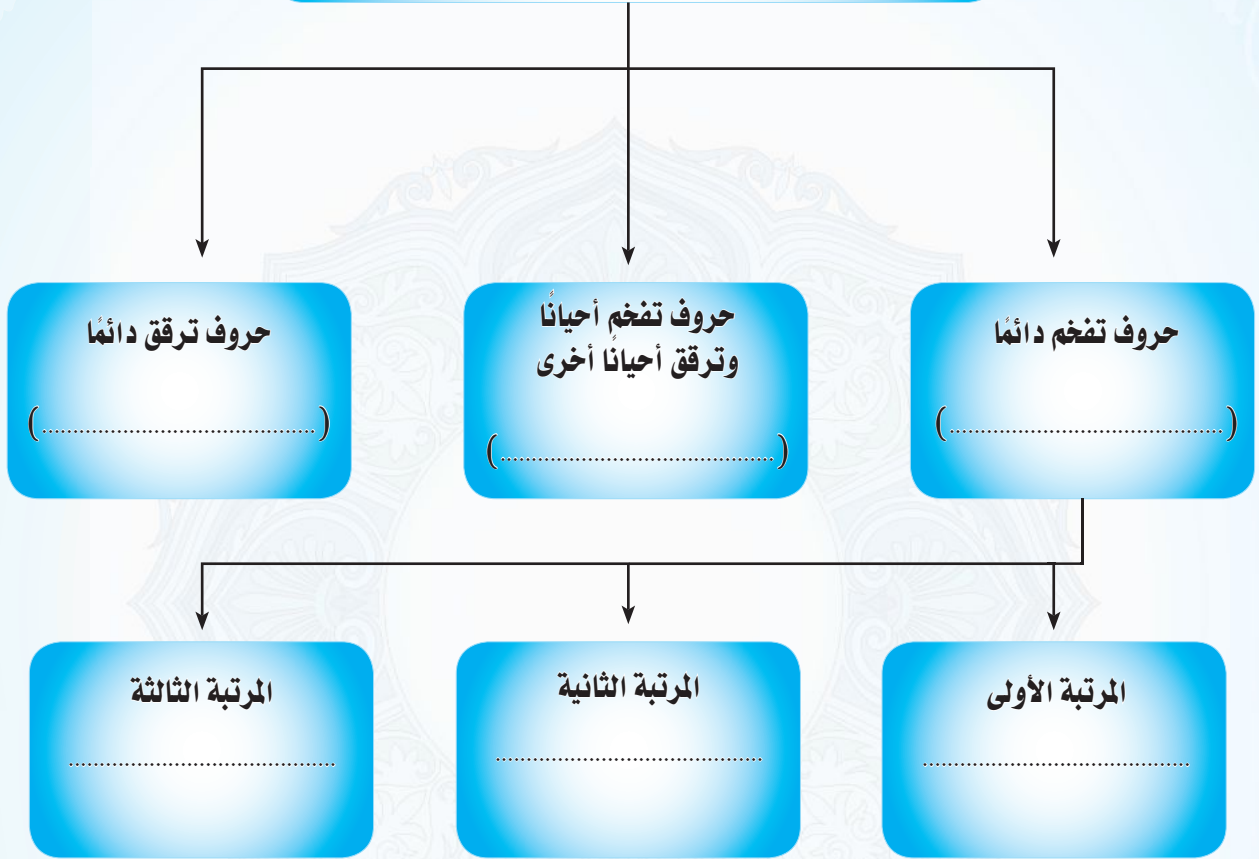 حروف تفخم دائمًا
(............................................)
حروف تفخم أحيانًا
وترقق أحيانًا أخرى
(............................................)
حروف ترقق دائمًا
(............................................)
المرتبة الأولى
...........................................
المرتبة الثانية
...........................................
المرتبة الثالثة
...........................................